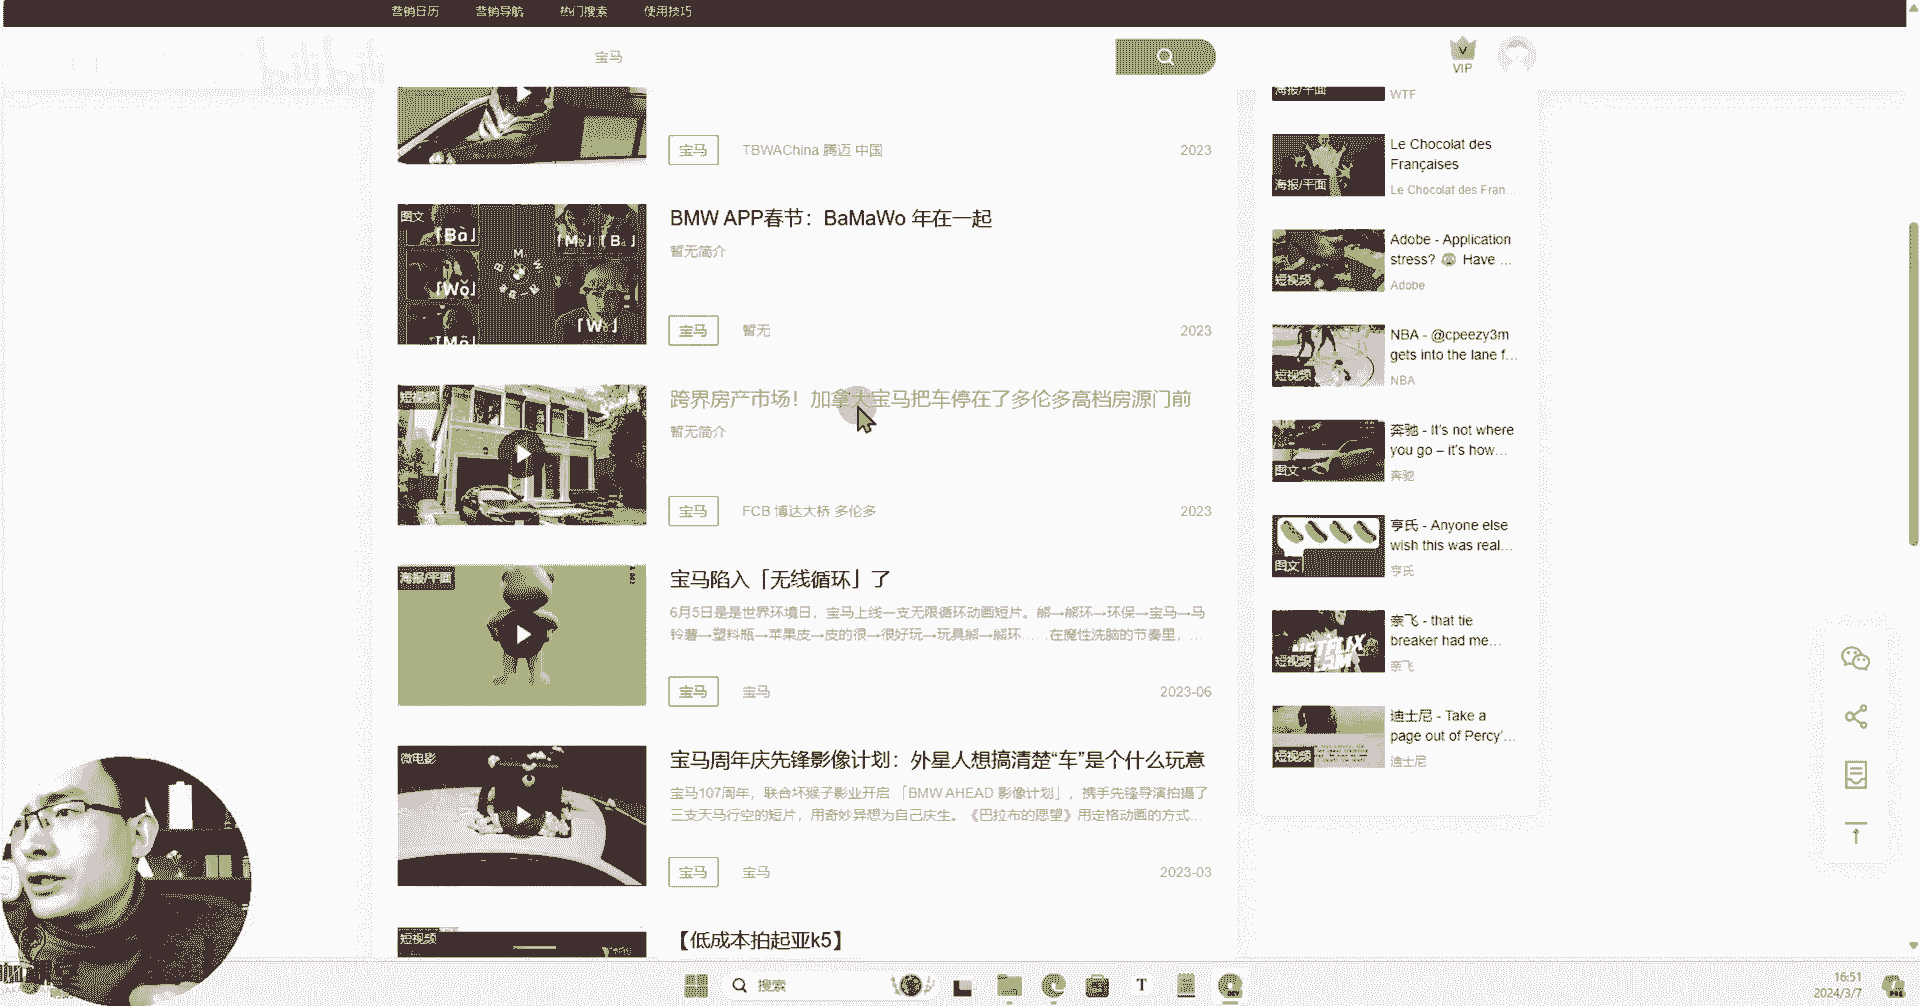 营销日历 营销导航 热门搜索 使用技巧
宝马
VIP
宝马 TBWAChina 腾迈 中国 2023
图文
「Bà」
「Wǒ」
BMW APP春节：BaMaWo 年在一起
暂无简介
宝马 暂无 2023
短视频
跨界房产市场！加拿大宝马把车停在了多伦多高档房源门前
暂无简介
宝马 FCB 博达大桥 多伦多 2023
海报/平面
宝马陷入「无线循环」了
6月5日是是世界环境日，宝马上线一支无限循环动画短片。熊→熊环→环保→宝马→马
铃薯→塑料瓶→苹果皮→皮的很→很好玩→玩具熊→熊环……在魔性洗脑的节奏里，...
宝马 宝马 2023-06
微电影
宝马周年庆先锋影像计划：外星人想搞清楚“车”是个什么玩意
宝马107周年，联合坏猴子影业开启 「BMW AHEAD 影像计划」，携手先锋导演拍摄了
三支天马行空的短片，用奇妙异想为自己庆生。《巴拉布的愿望》用定格动画的方式...
宝马 宝马 2023-03
短视频
【低成本拍起亚k5】
海报/平面
WTF
海报/平面
Le Chocolat des
Françaises
Le Chocolat des Fran...
短视频
Adobe - Application
stress? 😩 Have ...
Adobe
短视频
NBA - @cpeezy3m
gets into the lane f...
NBA
图文
奔驰 - It's not where
you go – it's how...
奔驰
图文
亨氏 - Anyone else
wish this was real...
亨氏
短视频
奈飞 - that tie
breaker had me...
奈飞
短视频
迪士尼 - Take a
page out of Percy'...
迪士尼
搜索
16:51
2024/3/7